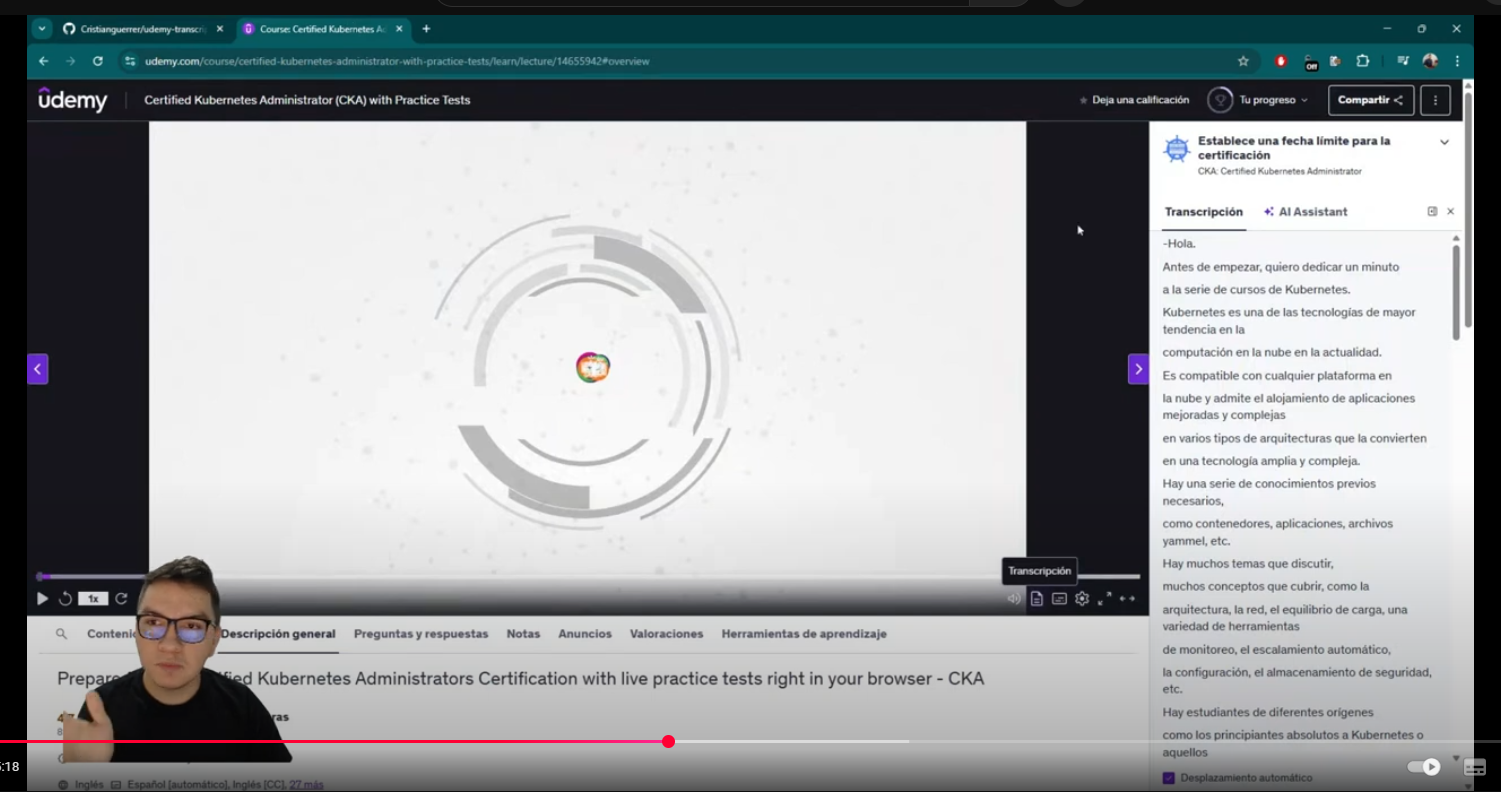 Cristianguerrer/udemy-transcri
Course: Certified Kubernetes Ac
udemy.com/course/certified-kubernetes-administrator-with-practice-tests/learn/lecture/14655942#overview
Off
udemy
Certified Kubernetes Administrator (CKA) with Practice Tests
Deja una calificación
Tu progreso
Compartir
Establece una fecha límite para la
certificación
CKA: Certified Kubernetes Administrator
Transcripción
AI Assistant
-Hola.
Antes de empezar, quiero dedicar un minuto
a la serie de cursos de Kubernetes.
Kubernetes es una de las tecnologías de mayor
tendencia en la
computación en la nube en la actualidad.
Es compatible con cualquier plataforma en
la nube y admite el alojamiento de aplicaciones
mejoradas y complejas
en varios tipos de arquitecturas que la convierten
en una tecnología amplia y compleja.
Hay una serie de conocimientos previos
necesarios,
como contenedores, aplicaciones, archivos
yammel, etc.
Hay muchos temas que discutir,
muchos conceptos que cubrir, como la
arquitectura, la red, el equilibrio de carga, una
variedad de herramientas
de monitoreo, el escalamiento automático,
la configuración, el almacenamiento de seguridad,
etc.
Hay estudiantes de diferentes orígenes
como los principiantes absolutos a Kubernetes o
aquellos
Desplazamiento automático
Transcripción
1x
Conteni
Descripción general
Preguntas y respuestas
Notas
Anuncios
Valoraciones
Herramientas de aprendizaje
Prepare
fied Kubernetes Administrators Certification with live practice tests right in your browser - CKA
ras
:18
Inglés
Español [automático], Inglés [CC], 27 más